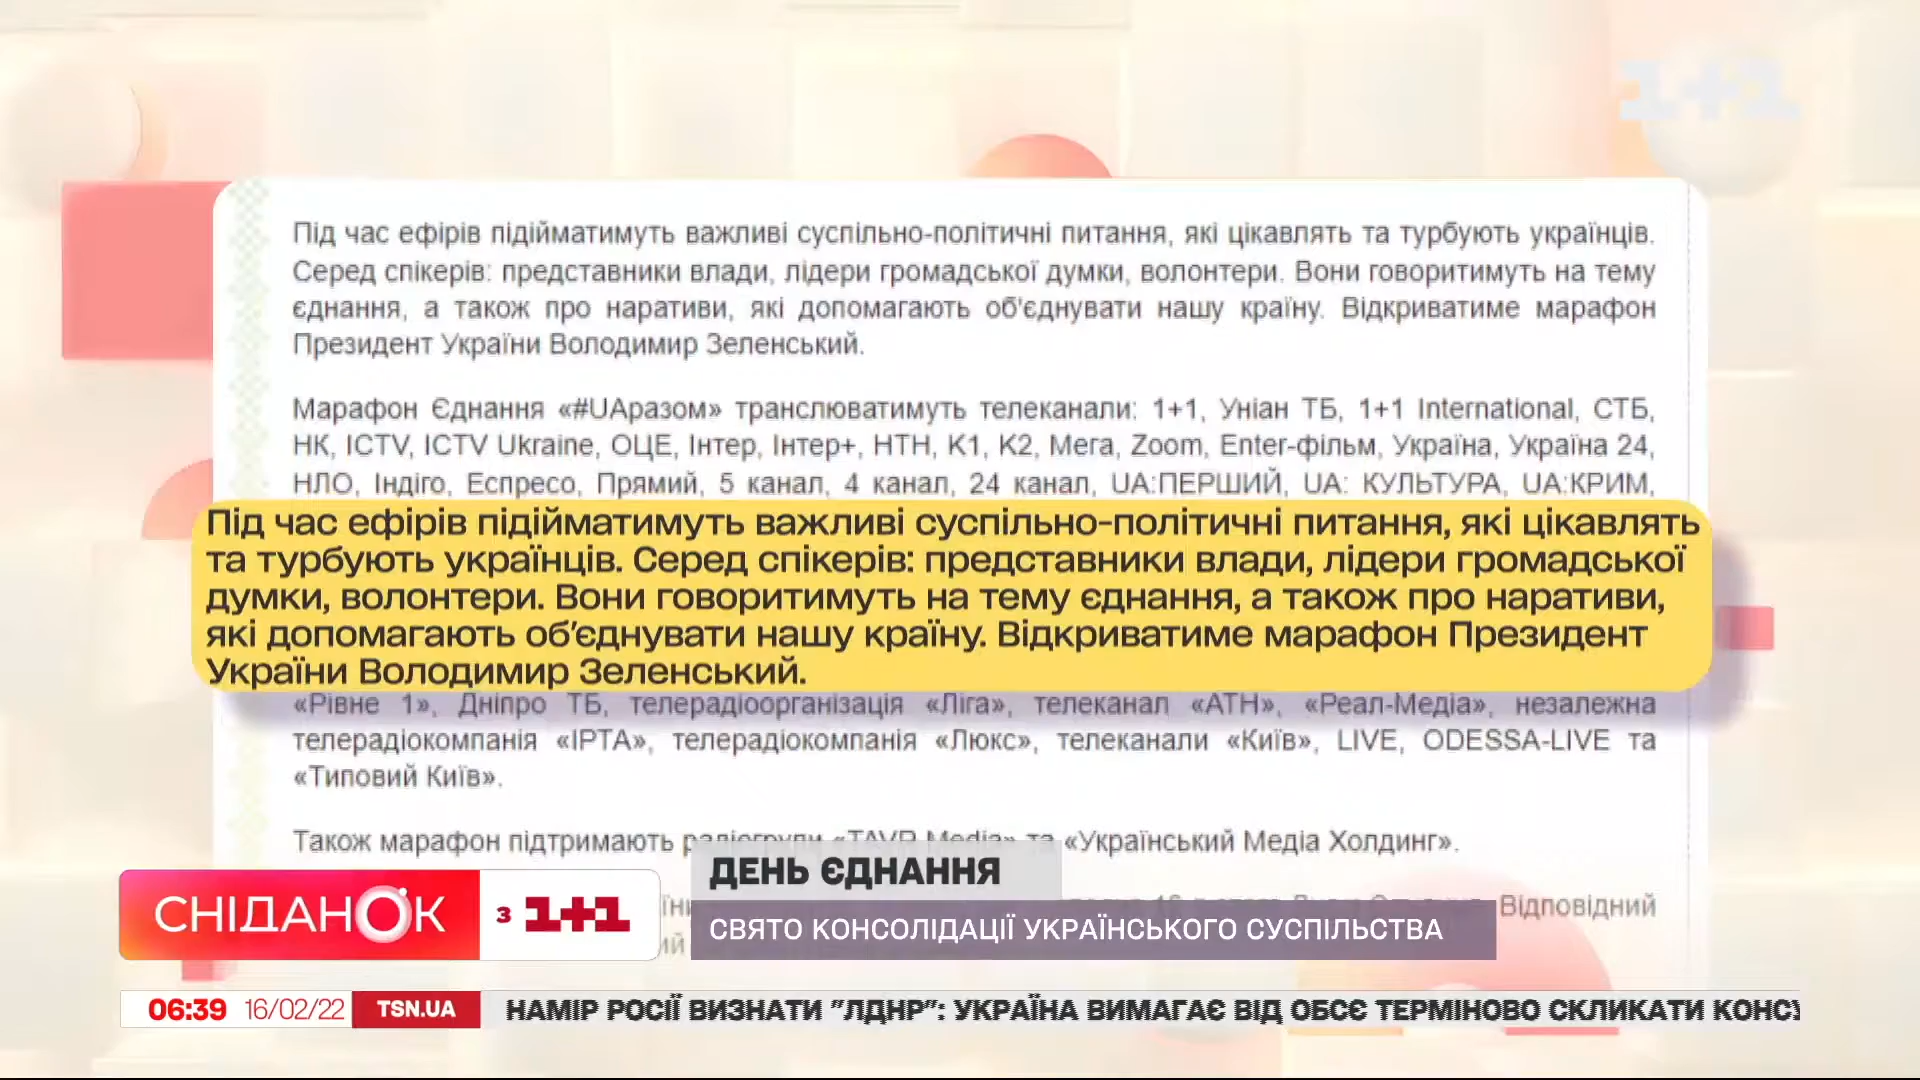 1+1
Під час ефірів підійматимуть важливі суспільно-політичні питання, які цікавлять та турбують українців.
Серед спікерів: представники влади, лідери громадської думки, волонтери. Вони говоритимуть на тему
єднання, а також про наративи, які допомагають об'єднувати нашу країну. Відкриватиме марафон
Президент України Володимир Зеленський.
Марафон Єднання «#UAразом» транслюватимуть телеканали: 1+1, Уніан ТБ, 1+1 International, СТБ,
НК, ICTV, ICTV Ukraine, ОЦЕ, Інтер, Інтер+, НТН, К1, К2, Мега, Zoom, Enter-фільм, Україна, Україна 24,
НЛО, Індіго, Еспресо, Прямий, 5 канал, 4 канал, 24 канал, UA:ПЕРШИЙ, UA: КУЛЬТУРА, UA:КРИМ,
Під час ефірів підійматимуть важливі суспільно-політичні питання, які цікавлять
та турбують українців. Серед спікерів: представники влади, лідери громадської
думки, волонтери. Вони говоритимуть на тему єднання, а також про наративи,
які допомагають об’єднувати нашу країну. Відкриватиме марафон Президент
України Володимир Зеленський.
«Рівне 1», Дніпро ТБ, телерадіоорганізація «Ліга», телеканал «АТН», «Реал-Медіа», незалежна
телерадіокомпанія «ІРТА», телерадіокомпанія «Люкс», телеканали «Київ», LIVE, ODESSA-LIVE та
«Типовий Київ».
Також марафон підтримають радіогрупи «TAVR Media» та «Український Медіа Холдинг».
Відповідний
ДЕНЬ ЄДНАННЯ
СНІДАНОК З 1+1
СВЯТО КОНСОЛІДАЦІЇ УКРАЇНСЬКОГО СУСПІЛЬСТВА
06:39 16/02/22 TSN.UA НАМІР РОСІЇ ВИЗНАТИ "ЛДНР": УКРАЇНА ВИМАГАЄ ВІД ОБСЄ ТЕРМІНОВО СКЛИКАТИ КОНСУ